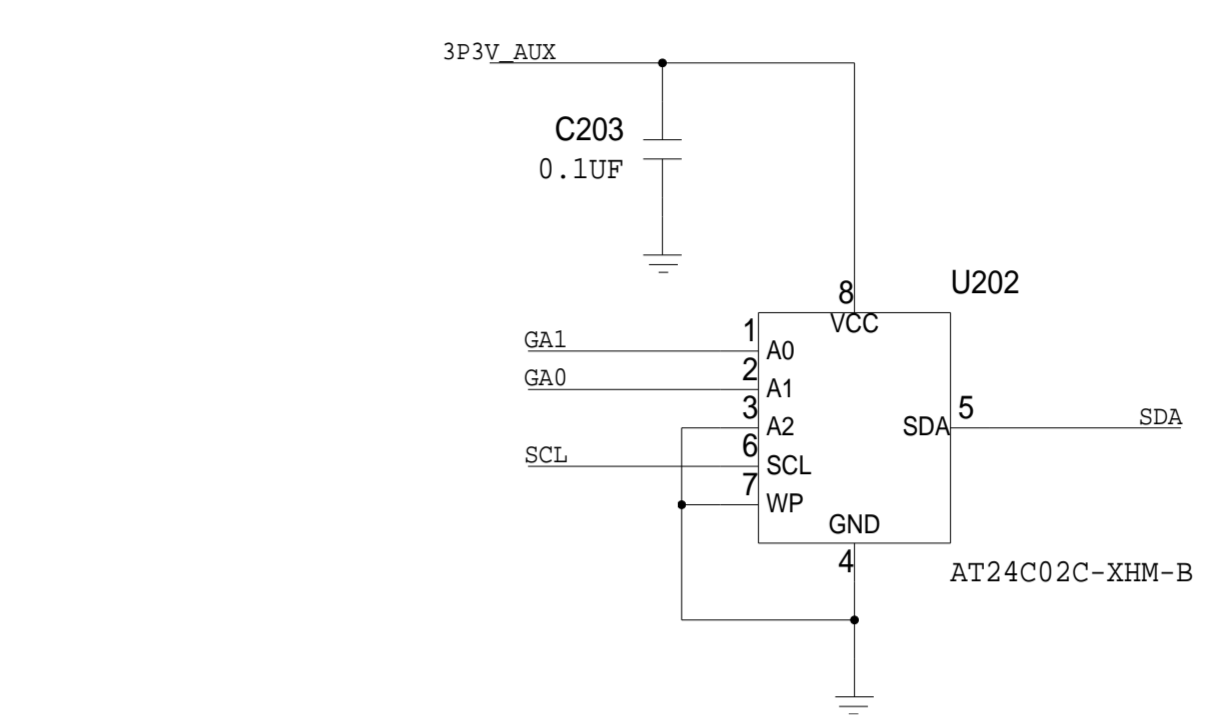 3P3V_AUX
C203
0.1UF
U202
8
VCC
GA1
1
A0
GA0
2
A1
3
A2
SCL
6
SCL
7
WP
5
SDA
SDA
GND
4
AT24C02C-XHM-B